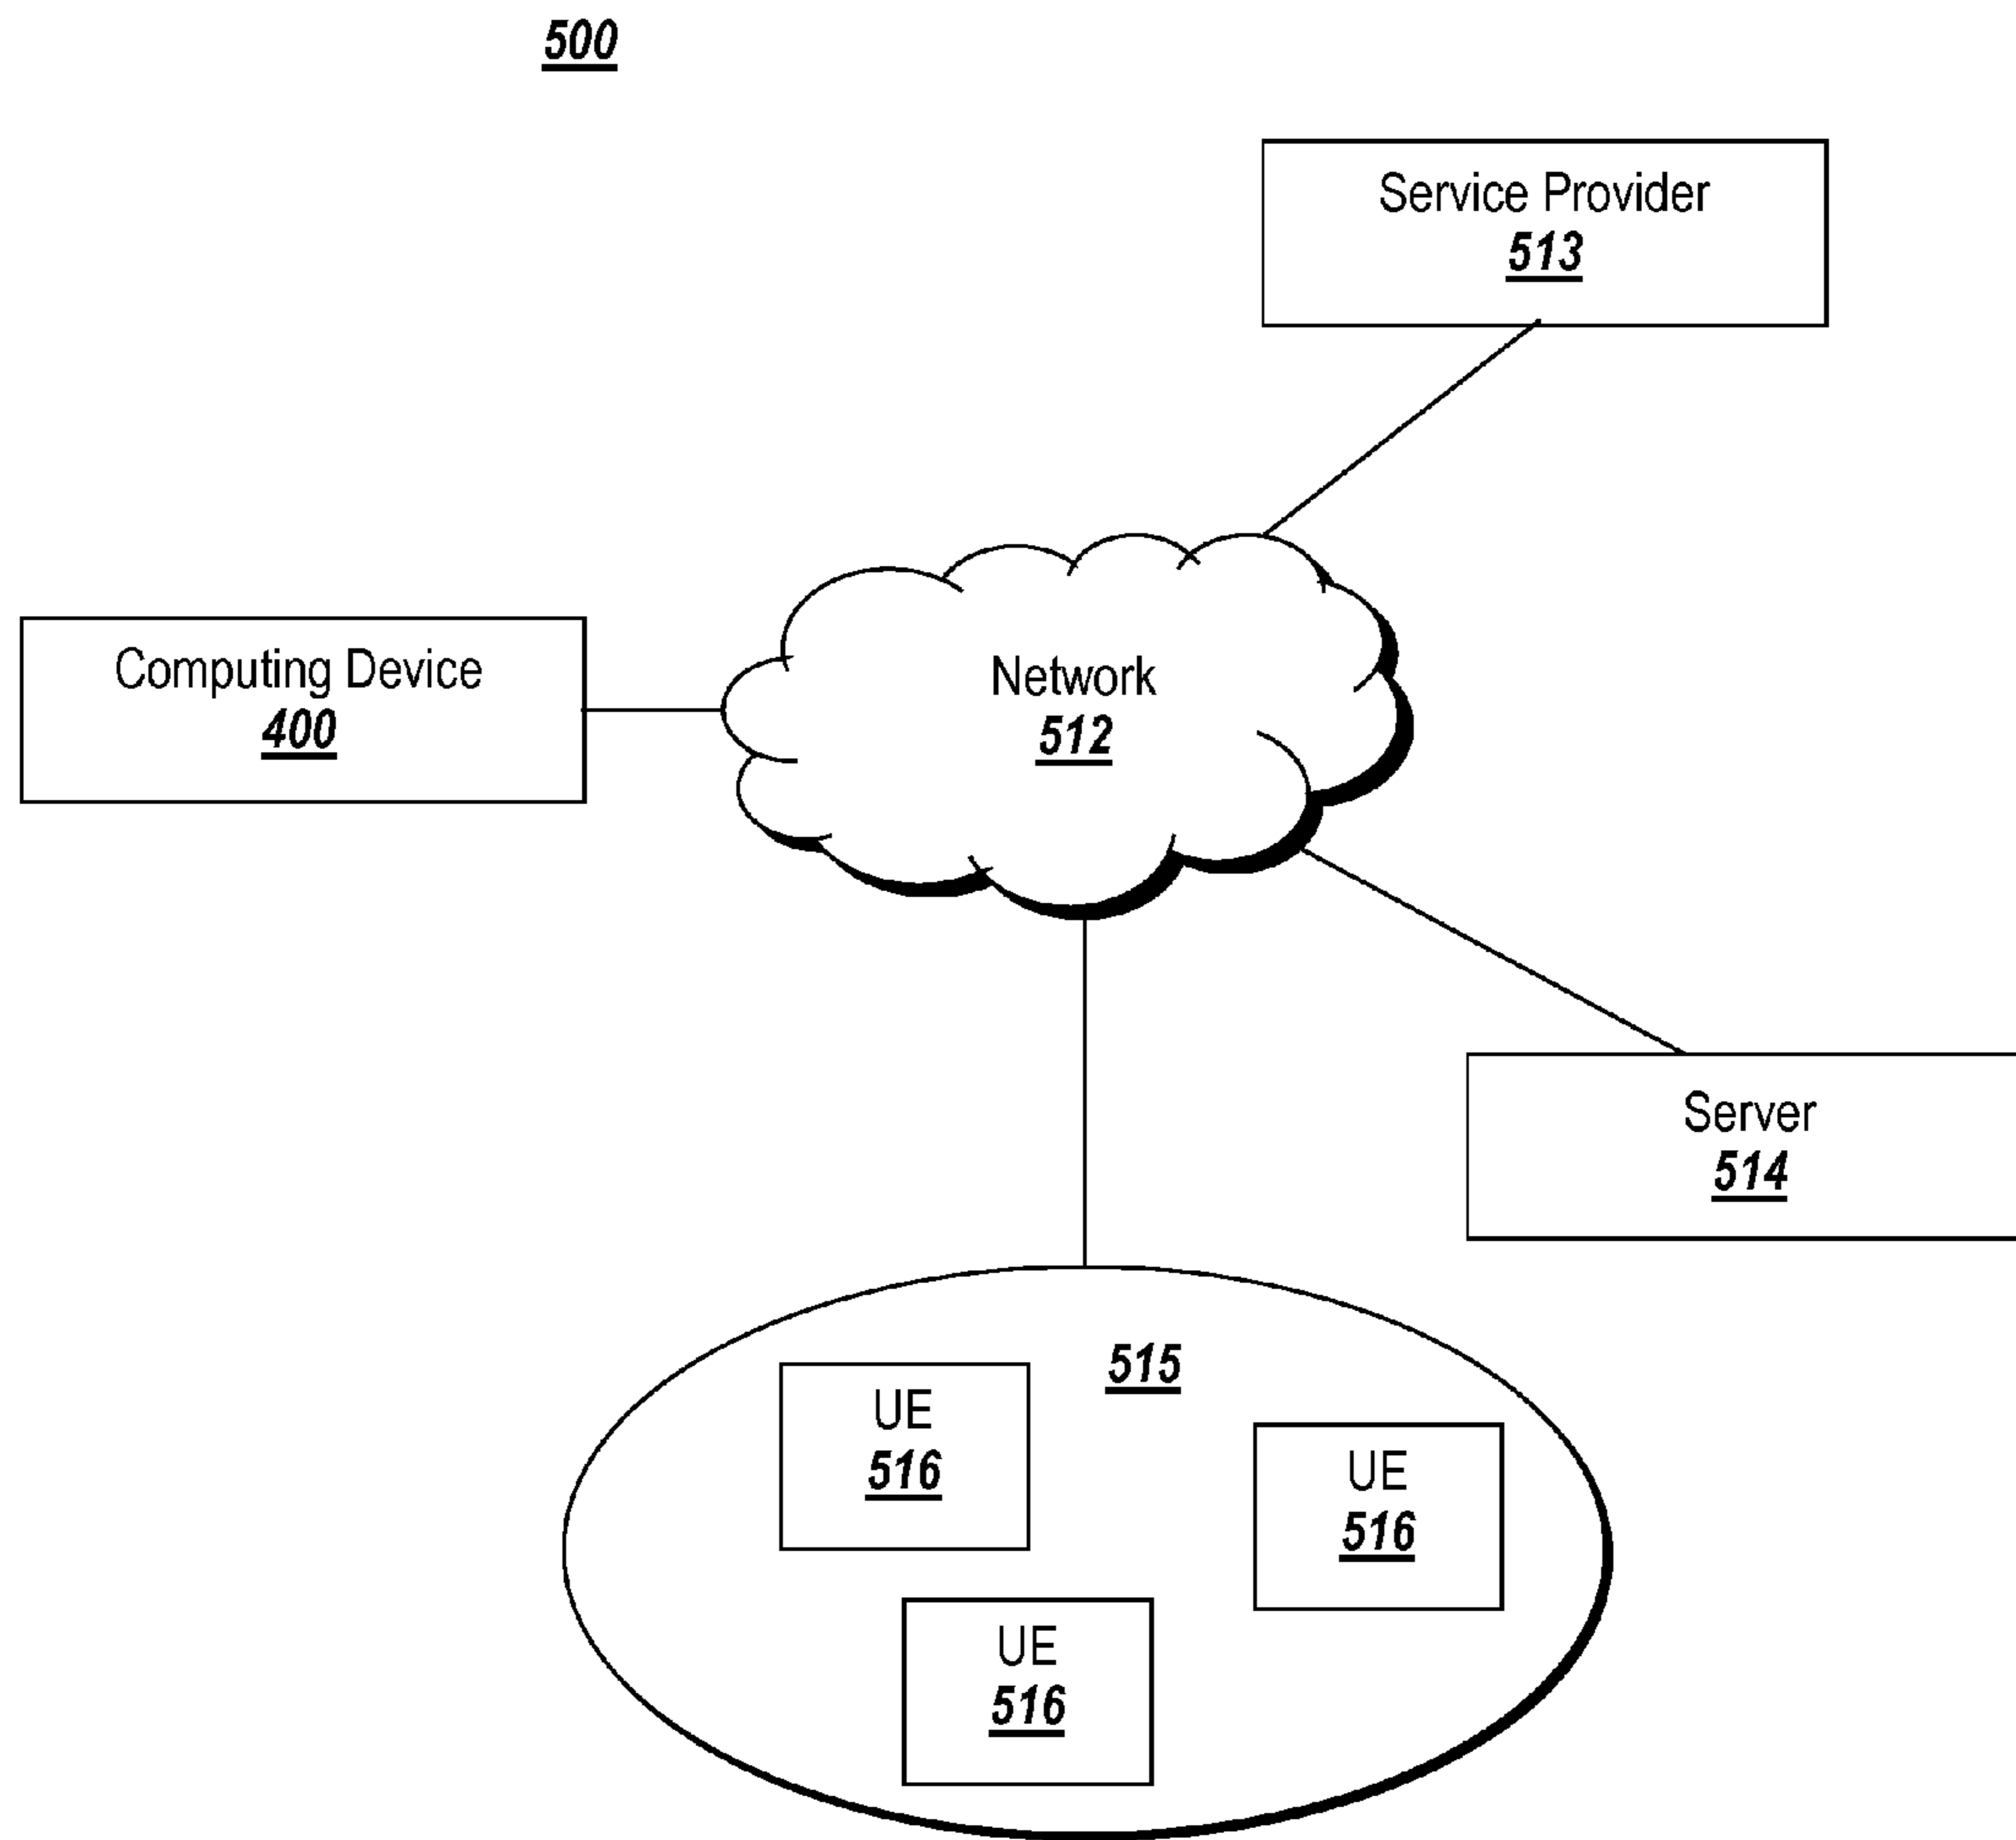 500
Service Provider
513
Computing Device
400
Network
512
Server
514
515
UE
516
UE
516
UE
516